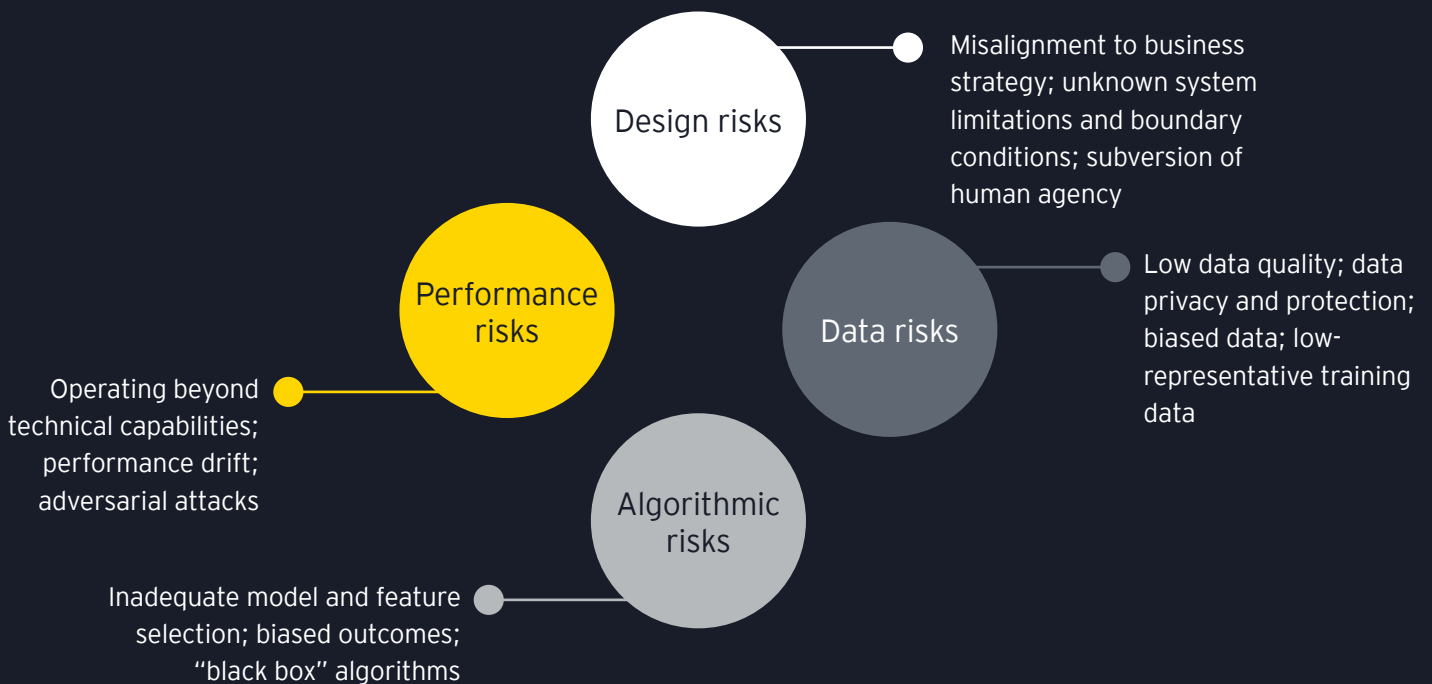 Design risks
Misalignment to business
strategy; unknown system
limitations and boundary
conditions; subversion of
human agency
Data risks
Low data quality; data
privacy and protection;
biased data; low-
representative training
data
Performance
risks
Operating beyond
technical capabilities;
performance drift;
adversarial attacks
Algorithmic
risks
Inadequate model and feature
selection; biased outcomes;
“black box” algorithms